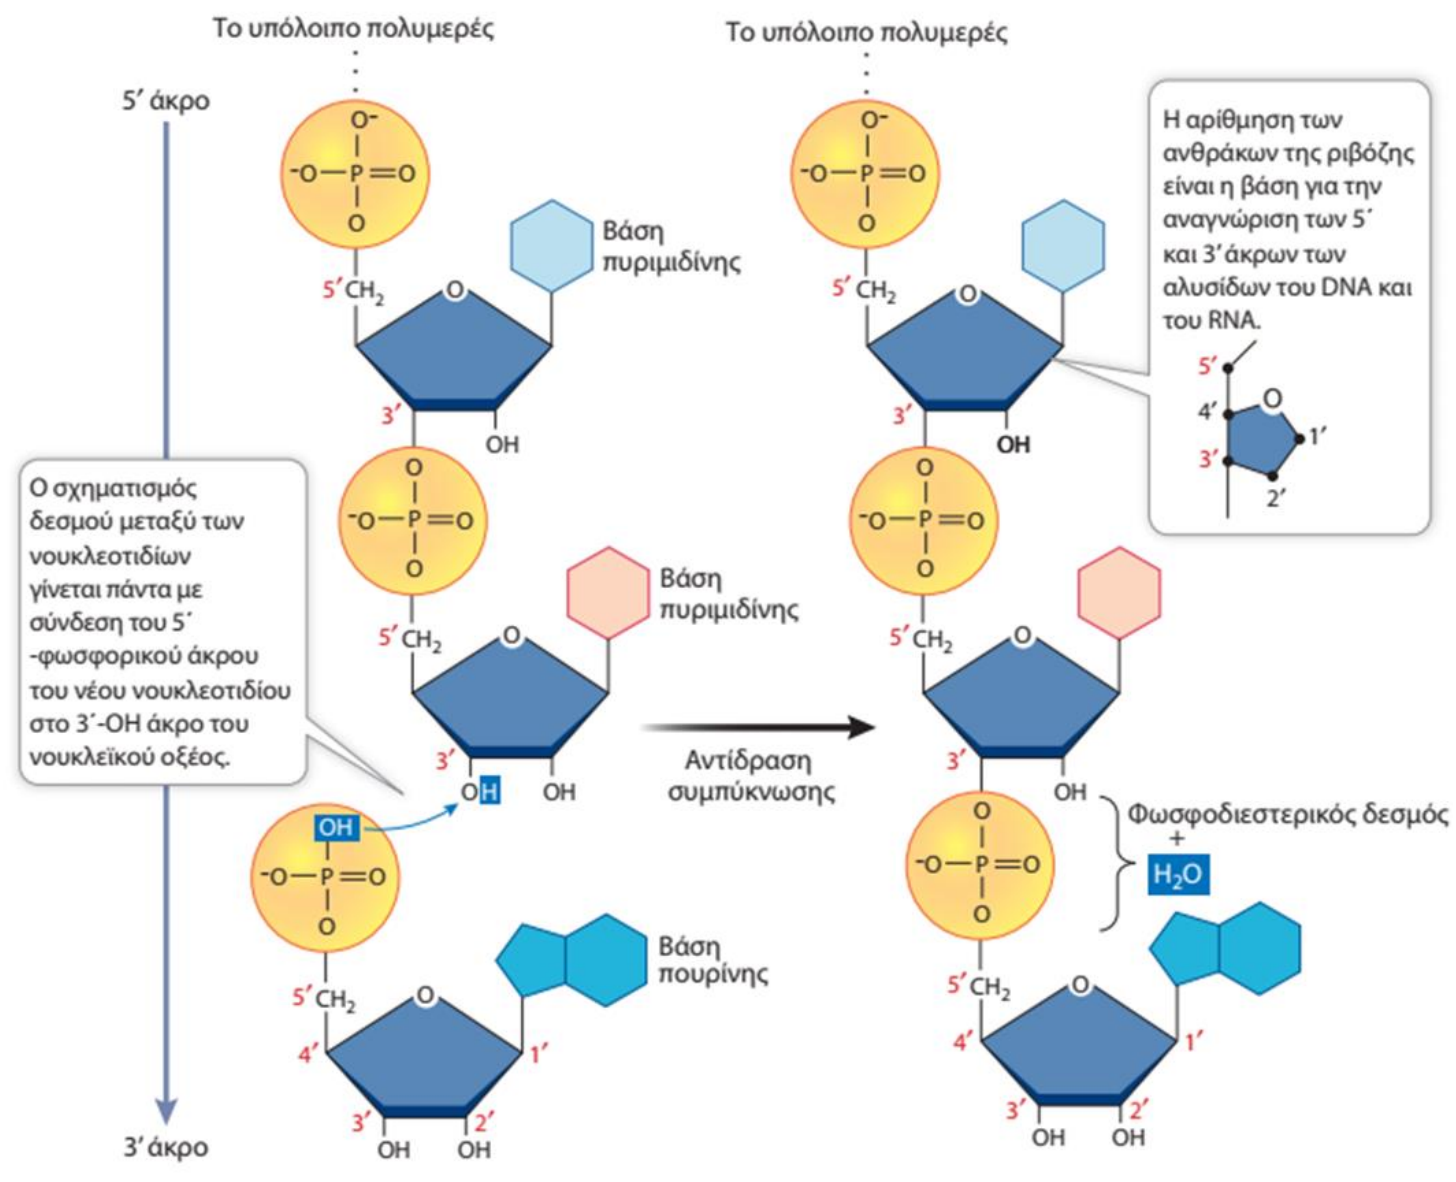 Το υπόλοιπο πολυμερές
Το υπόλοιπο πολυμερές
5′ άκρο
O-
-O—P=O
O
5′CH2
O
Βάση
πυριμιδίνης
3′
OH
O
-O—P=O
O
5′CH2
O
Βάση
πυριμιδίνης
3′
OH
OH
OH
-O—P=O
O
5′CH2
O
Βάση
πουρίνης
4′
1′
3′
2′
OH
OH
3′ άκρο
Ο σχηματισμός
δεσμού μεταξύ των
νουκλεοτιδίων
γίνεται πάντα με
σύνδεση του 5΄
-φωσφορικού άκρου
του νέου νουκλεοτιδίου
στο 3΄-OH άκρο του
νουκλεϊκού οξέος.
Αντίδραση
συμπύκνωσης
O-
-O—P=O
O
5′CH2
O
3′
OH
O
-O—P=O
O
5′CH2
O
3′
OH
O
-O—P=O
O
Φωσφοδιεστερικός δεσμός
+
H2O
5′CH2
O
4′
1′
3′
2′
OH
OH
Η αρίθμηση των
ανθράκων της ριβόζης
είναι η βάση για την
αναγνώριση των 5΄
και 3′ άκρων των
αλυσίδων του DNA και
του RNA.
5′
O
4′
1′
3′
2′